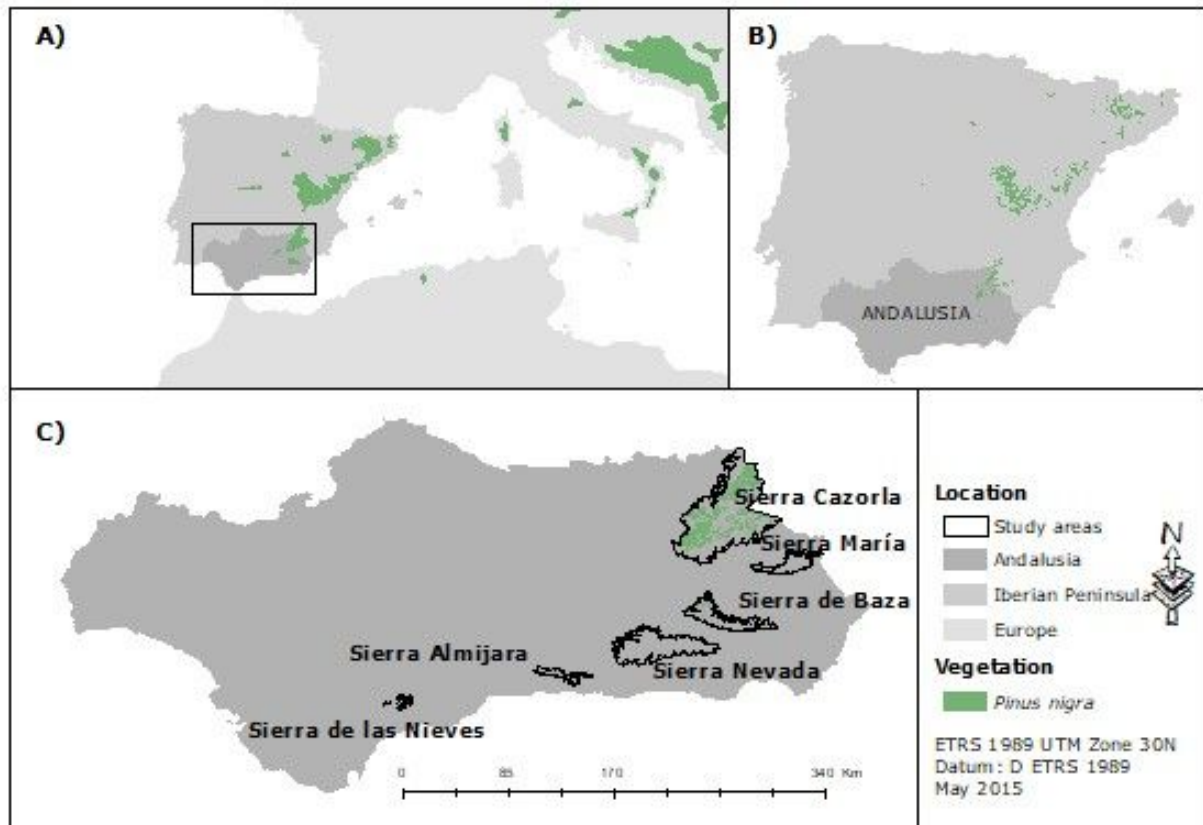 A)
B)
ANDALUSIA
C)
Sierra Cazorla
Sierra María
Sierra de Baza
Sierra Almijara
Sierra Nevada
Sierra de las Nieves
0 85 170 340 Km
Location
Study areas
Andalusia
Iberian Peninsula
Europe
N
Vegetation
Pinus nigra
ETRS 1989 UTM Zone 30N
Datum: D ETRS 1989
May 2015